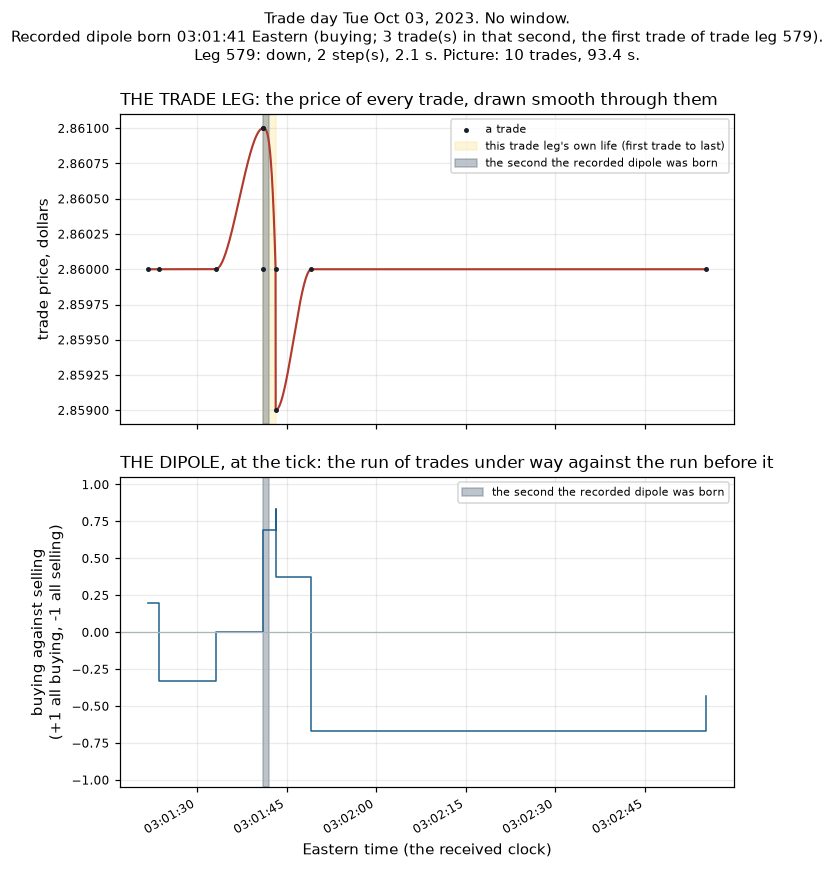 Trade day Tue Oct 03, 2023. No window.
Recorded dipole born 03:01:41 Eastern (buying; 3 trade(s) in that second, the first trade of trade leg 579).
Leg 579: down, 2 step(s), 2.1 s. Picture: 10 trades, 93.4 s.
THE TRADE LEG: the price of every trade, drawn smooth through them
a trade
this trade leg's own life (first trade to last)
the second the recorded dipole was born
trade price, dollars
2.86100
2.86075
2.86050
2.86025
2.86000
2.85975
2.85950
2.85925
2.85900
THE DIPOLE, at the tick: the run of trades under way against the run before it
the second the recorded dipole was born
buying against selling
(+1 all buying, -1 all selling)
1.00
0.75
0.50
0.25
0.00
−0.25
−0.50
−0.75
−1.00
03:01:30
03:01:45
03:02:00
03:02:15
03:02:30
03:02:45
Eastern time (the received clock)